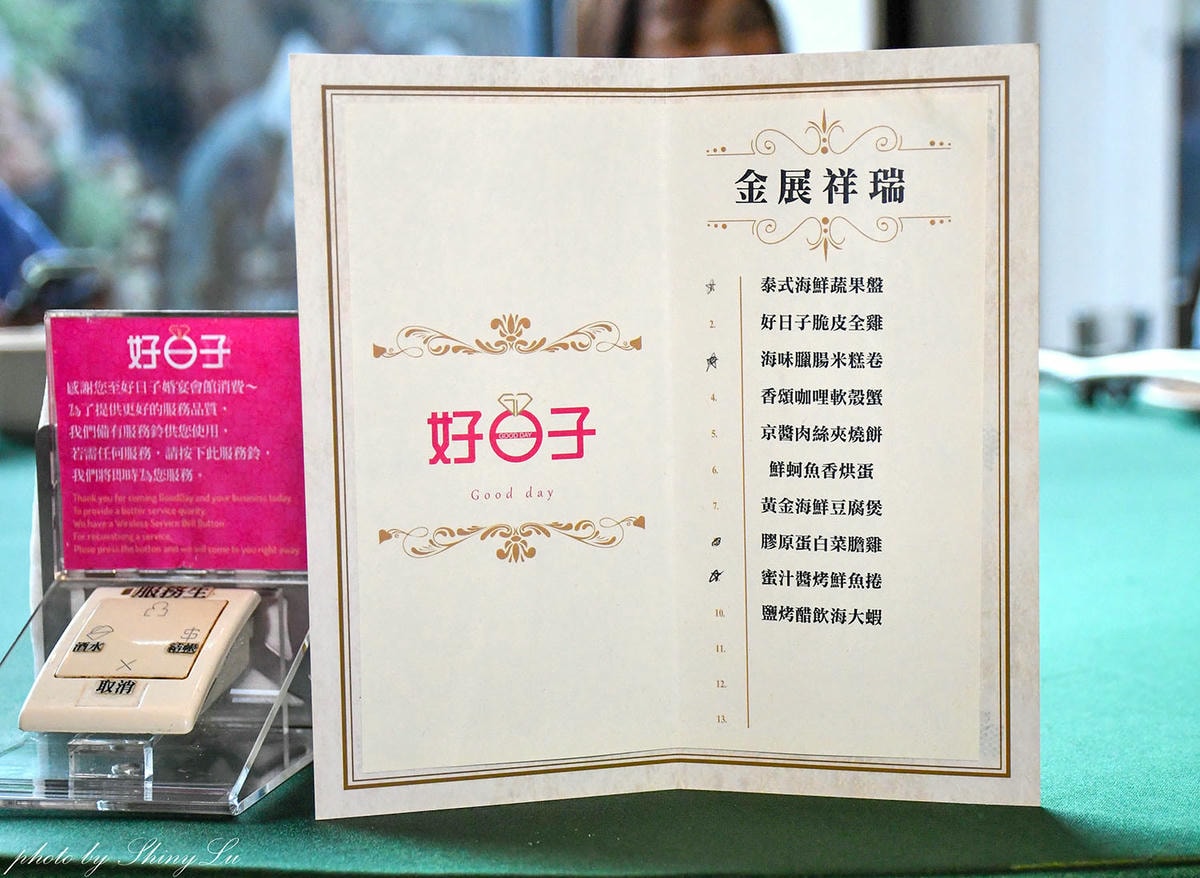 好日子
感謝您至好日子婚宴會館消費～
為了提供更好的服務品質，
我們備有服務鈴供您使用，
若需任何服務，請按下此服務鈴，
我們將即時為您服務。
Thank you for coming GoodDay and your business today.
To provide a better service quarity.
We have a Wireless Service Bell Button
For requestiong a service,
Please press the button and we will come to you right away
服務生
酒水
結帳
取消
好日子
GOOD DAY
Good day
金展祥瑞
泰式海鮮蔬果盤
2. 好日子脆皮全雞
海味臘腸米糕卷
4. 香頌咖哩軟殼蟹
5. 京醬肉絲夾燒餅
6. 鮮蚵魚香烘蛋
7. 黃金海鮮豆腐煲
膠原蛋白菜膽雞
蜜汁醬烤鮮魚捲
10. 鹽烤醋飲海大蝦
11.
12.
13.
photo by Shiny Lu